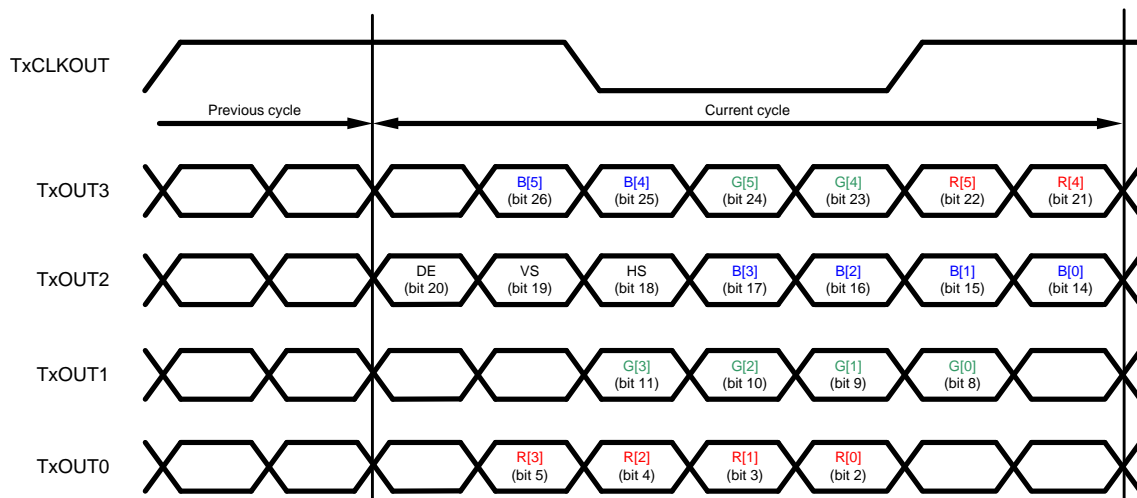 TxCLKOUT
Previous cycle
Current cycle
TxOUT3
B[5]
(bit 26)
B[4]
(bit 25)
G[5]
(bit 24)
G[4]
(bit 23)
R[5]
(bit 22)
R[4]
(bit 21)
TxOUT2
DE
(bit 20)
VS
(bit 19)
HS
(bit 18)
B[3]
(bit 17)
B[2]
(bit 16)
B[1]
(bit 15)
B[0]
(bit 14)
TxOUT1
G[3]
(bit 11)
G[2]
(bit 10)
G[1]
(bit 9)
G[0]
(bit 8)
TxOUT0
R[3]
(bit 5)
R[2]
(bit 4)
R[1]
(bit 3)
R[0]
(bit 2)